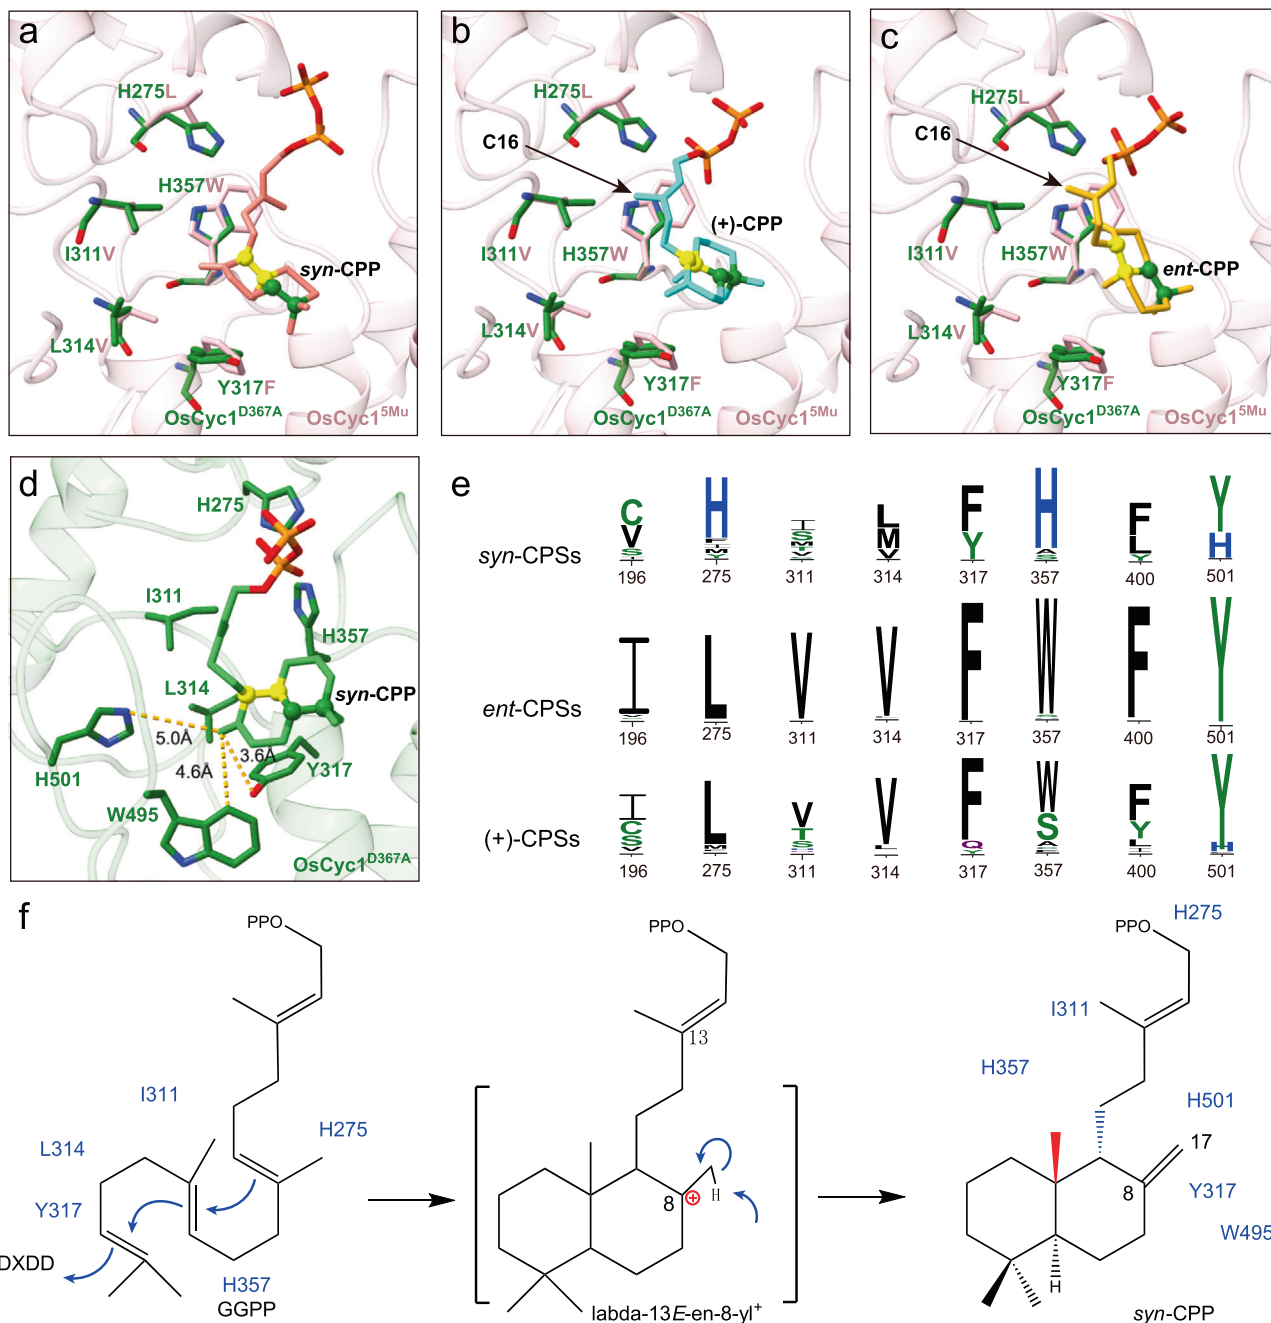 a
H275L
H357W
I311V
syn-CPP
L314V
Y317F
OsCyc1D367A OsCyc15Mu
b
H275L
C16
(+)-CPP
I311V
H357W
L314V
Y317F
OsCyc1D367A OsCyc15Mu
c
H275L
C16
I311V
H357W
ent-CPP
L314V
Y317F
OsCyc1D367A OsCyc15Mu
d
H275
I311
H357
L314
syn-CPP
5.0Å
3.6Å
4.6Å
H501
Y317
W495
OsCyc1D367A
e
syn-CPSs
196 275 311 314 317 357 400 501
ent-CPSs
196 275 311 314 317 357 400 501
(+)-CPSs
196 275 311 314 317 357 400 501
f
PPO
I311
H275
L314
Y317
DXDD
H357
GGPP
PPO
13
8
H
labda-13E-en-8-yl+
PPO
H275
I311
H357
H501
17
8
Y317
W495
H
syn-CPP